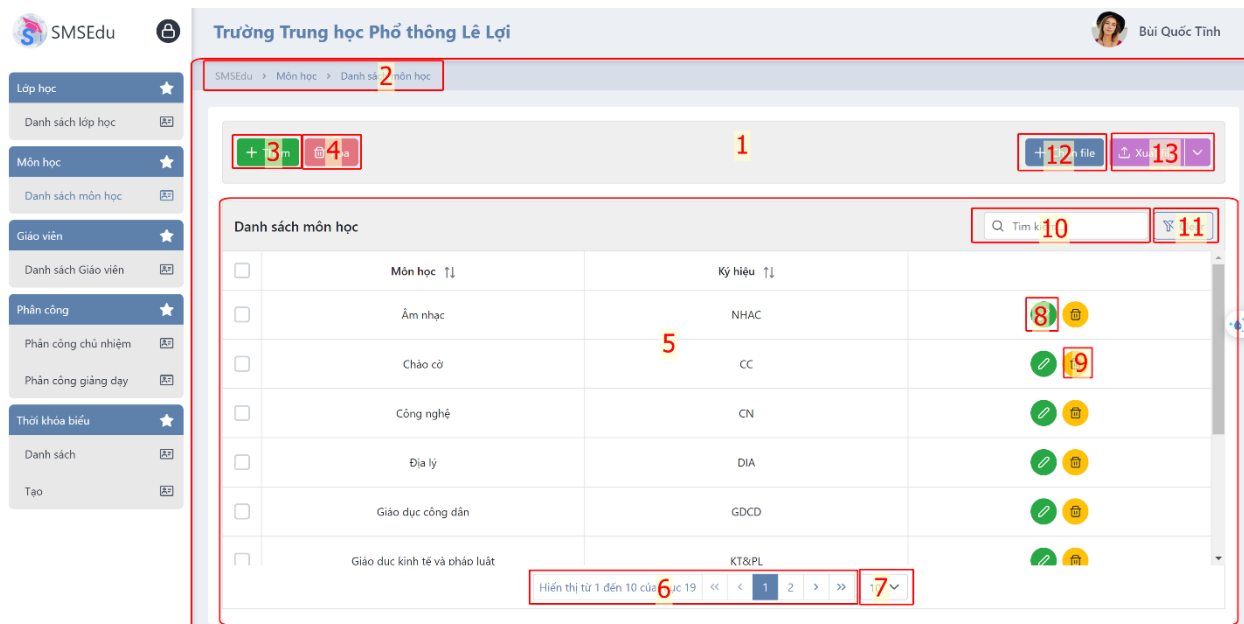 SMSEdu
Trường Trung học Phổ thông Lê Lợi
Bùi Quốc Tĩnh
SMSEdu > Môn học > Danh sách môn học
2
Lớp học
Danh sách lớp học
Môn học
Danh sách môn học
Giáo viên
Danh sách Giáo viên
Phân công
Phân công chủ nhiệm
Phân công giảng dạy
Thời khóa biểu
Danh sách
Tạo
3
4
1
12 file
13
Danh sách môn học
Tìm
10
11
Môn học
Ký hiệu
Âm nhạc
NHAC
8
5
Chào cờ
CC
9
Công nghệ
CN
Địa lý
DIA
Giáo dục công dân
GDCD
Giáo dục kinh tế và pháp luật
KT&PL
Hiển thị từ 1 đến 10 của mục 19 << < 1 2 > >>
6
7